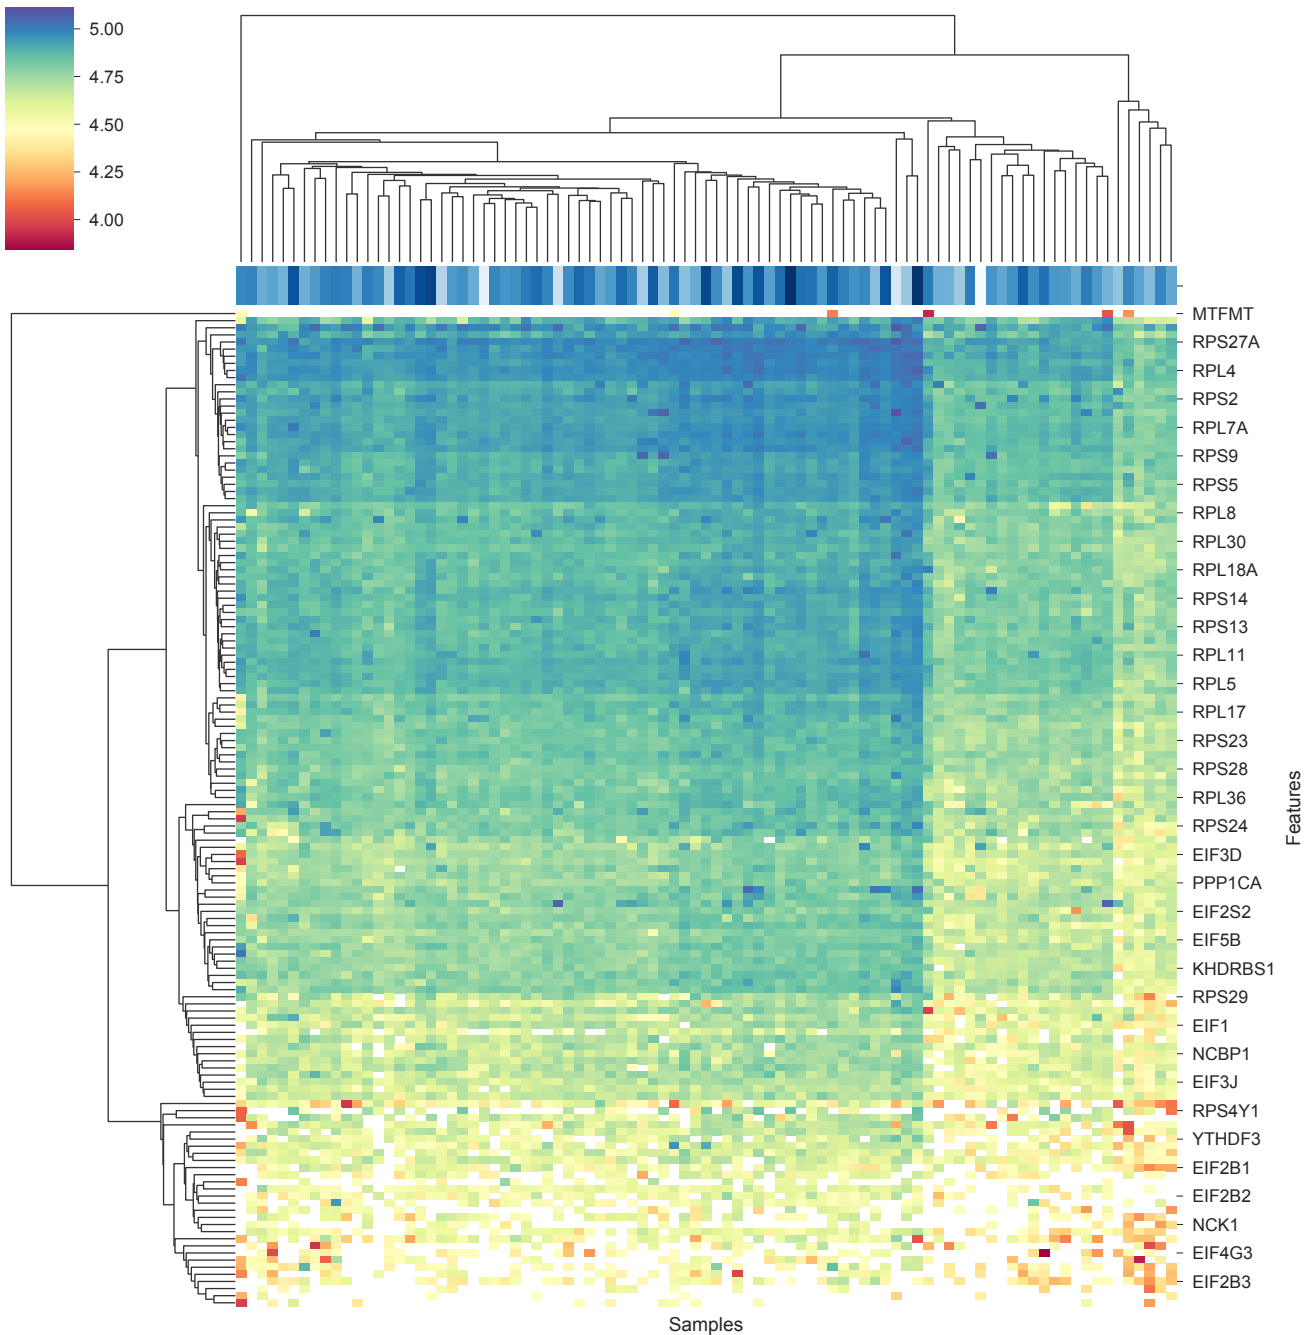 5.00
4.75
4.50
4.25
4.00
MTFMT
RPS27A
RPL4
RPS2
RPL7A
RPS9
RPS5
RPL8
RPL30
RPL18A
RPS14
RPS13
RPL11
RPL5
RPL17
RPS23
RPS28
RPL36
RPS24
EIF3D
PPP1CA
EIF2S2
EIF5B
KHDRBS1
RPS29
EIF1
NCBP1
EIF3J
RPS4Y1
YTHDF3
EIF2B1
EIF2B2
NCK1
EIF4G3
EIF2B3
Features
Samples